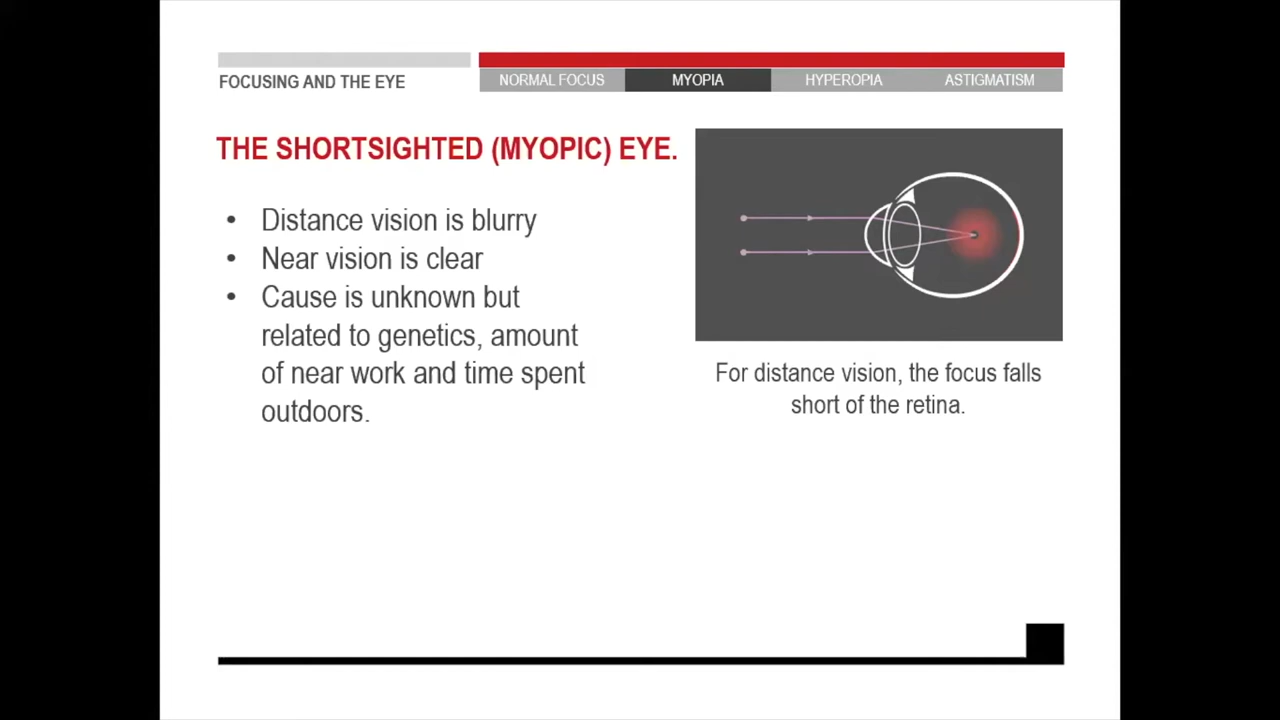 FOCUSING AND THE EYE
NORMAL FOCUS
MYOPIA
HYPEROPIA
ASTIGMATISM
THE SHORTSIGHTED (MYOPIC) EYE.
• Distance vision is blurry
• Near vision is clear
• Cause is unknown but
related to genetics, amount
of near work and time spent
outdoors.
For distance vision, the focus falls
short of the retina.